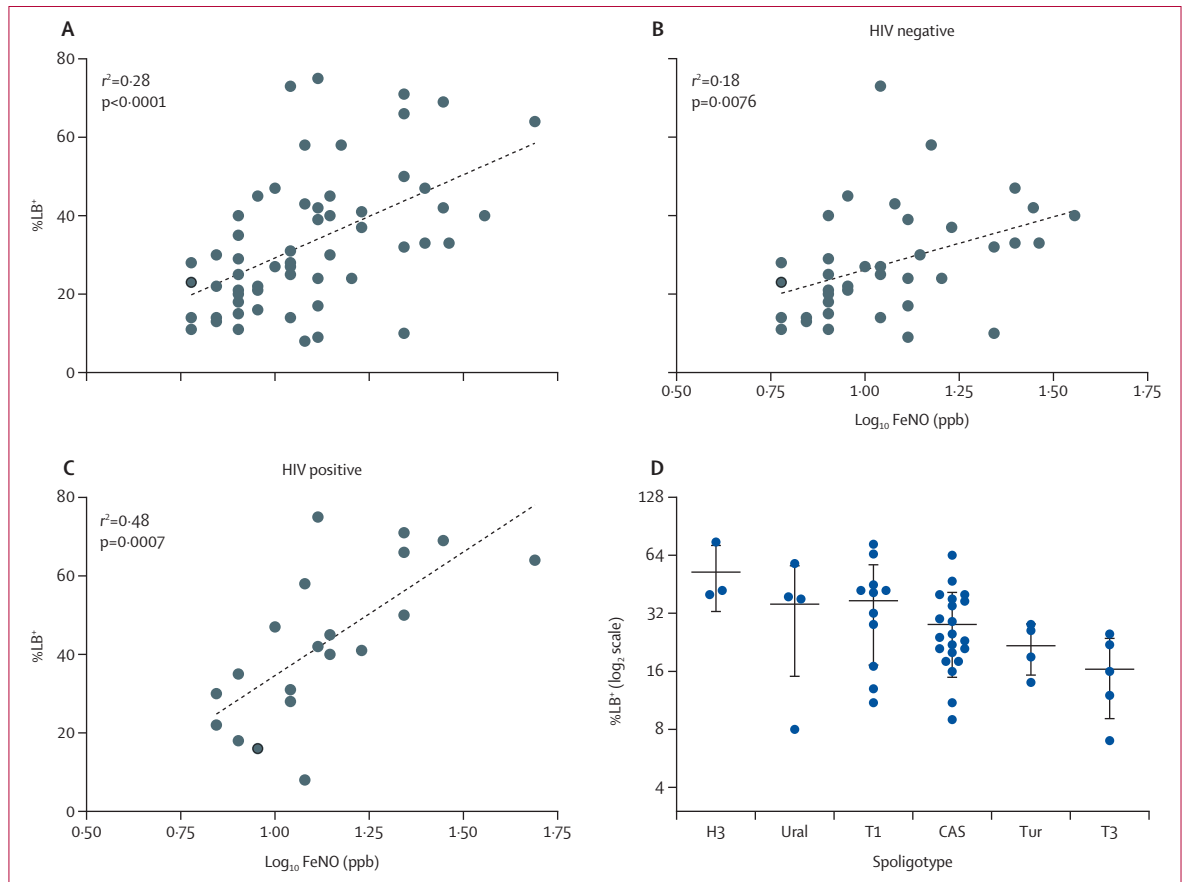 A
80
60
40
20
0
%LB⁺
r²=0·28
p<0·0001
B
HIV negative
r²=0·18
p=0·0076
0·50 0·75 1·00 1·25 1·50 1·75
Log₁₀ FeNO (ppb)
C
HIV positive
80
60
40
20
0
%LB⁺
r²=0·48
p=0·0007
0·50 0·75 1·00 1·25 1·50 1·75
Log₁₀ FeNO (ppb)
D
128
64
32
16
8
4
%LB⁺ (log₂ scale)
H3 Ural T1 CAS Tur T3
Spoligotype